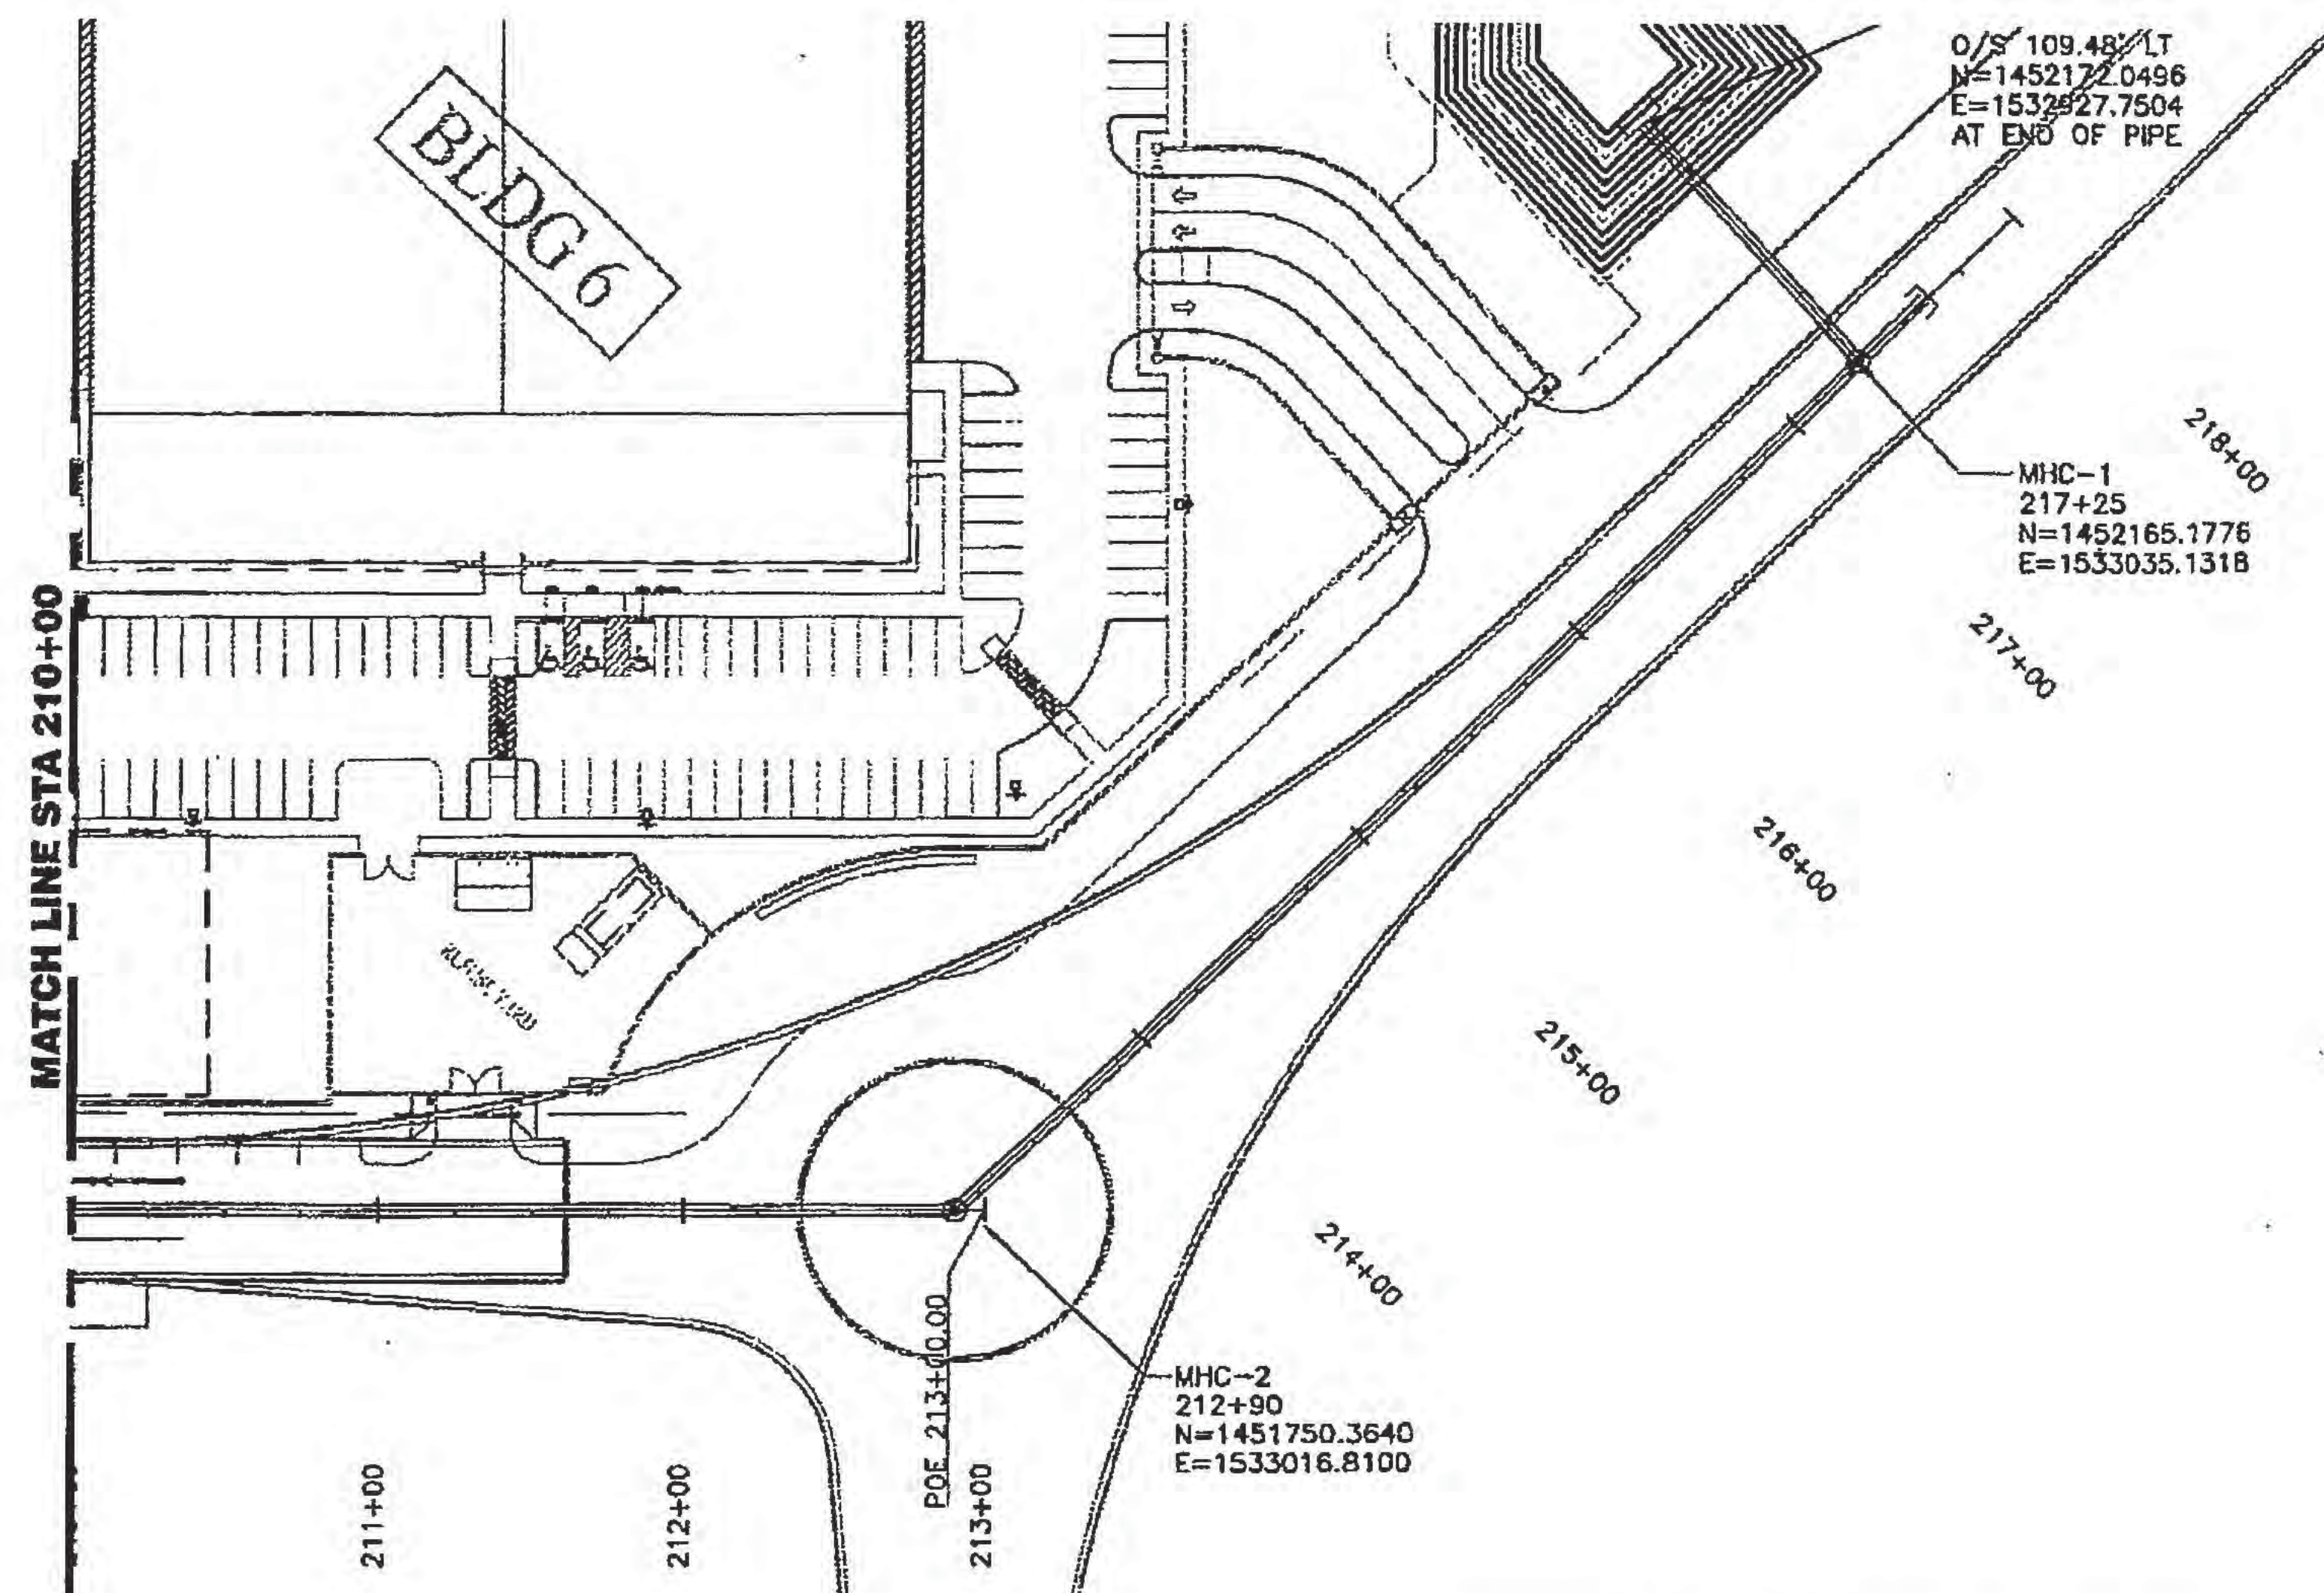 O/S 109.48' LT
N=1452172.0496
E=1532927.7504
AT END OF PIPE
BLDG 6
218+00
MHC-1
217+25
N=1452165.1776
E=1533035.1318
217+00
MATCH LINE STA 210+00
216+00
215+00
214+00
POE 213+00.00
MHC-2
212+90
N=1451750.3640
E=1533016.8100
211+00
212+00
213+00